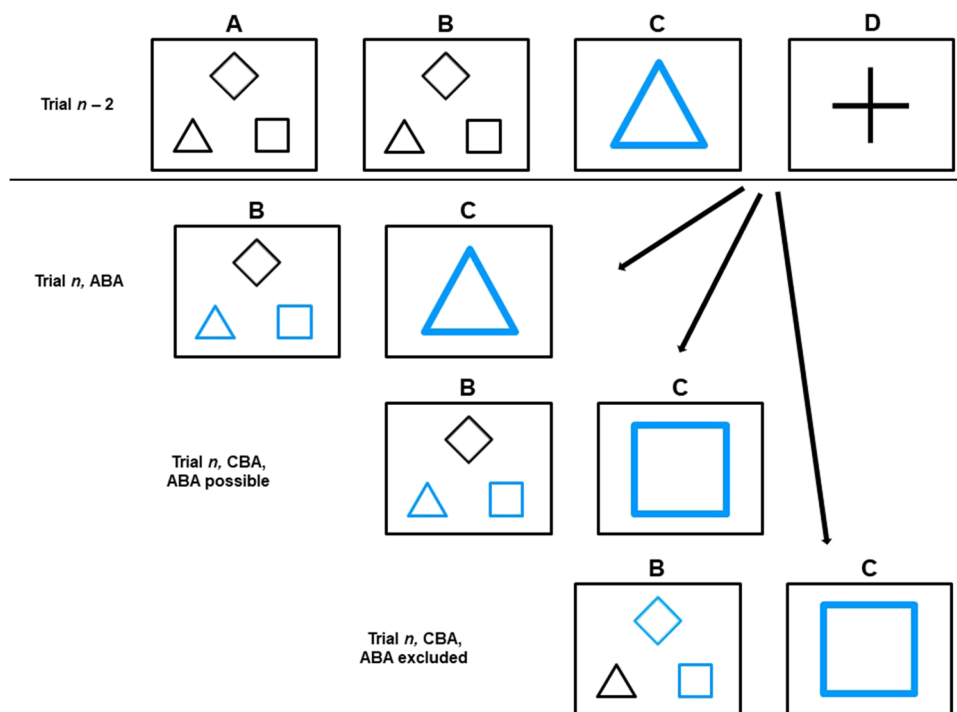 A B C D
Trial n – 2
B C
Trial n, ABA
B C
Trial n, CBA,
ABA possible
B C
Trial n, CBA,
ABA excluded